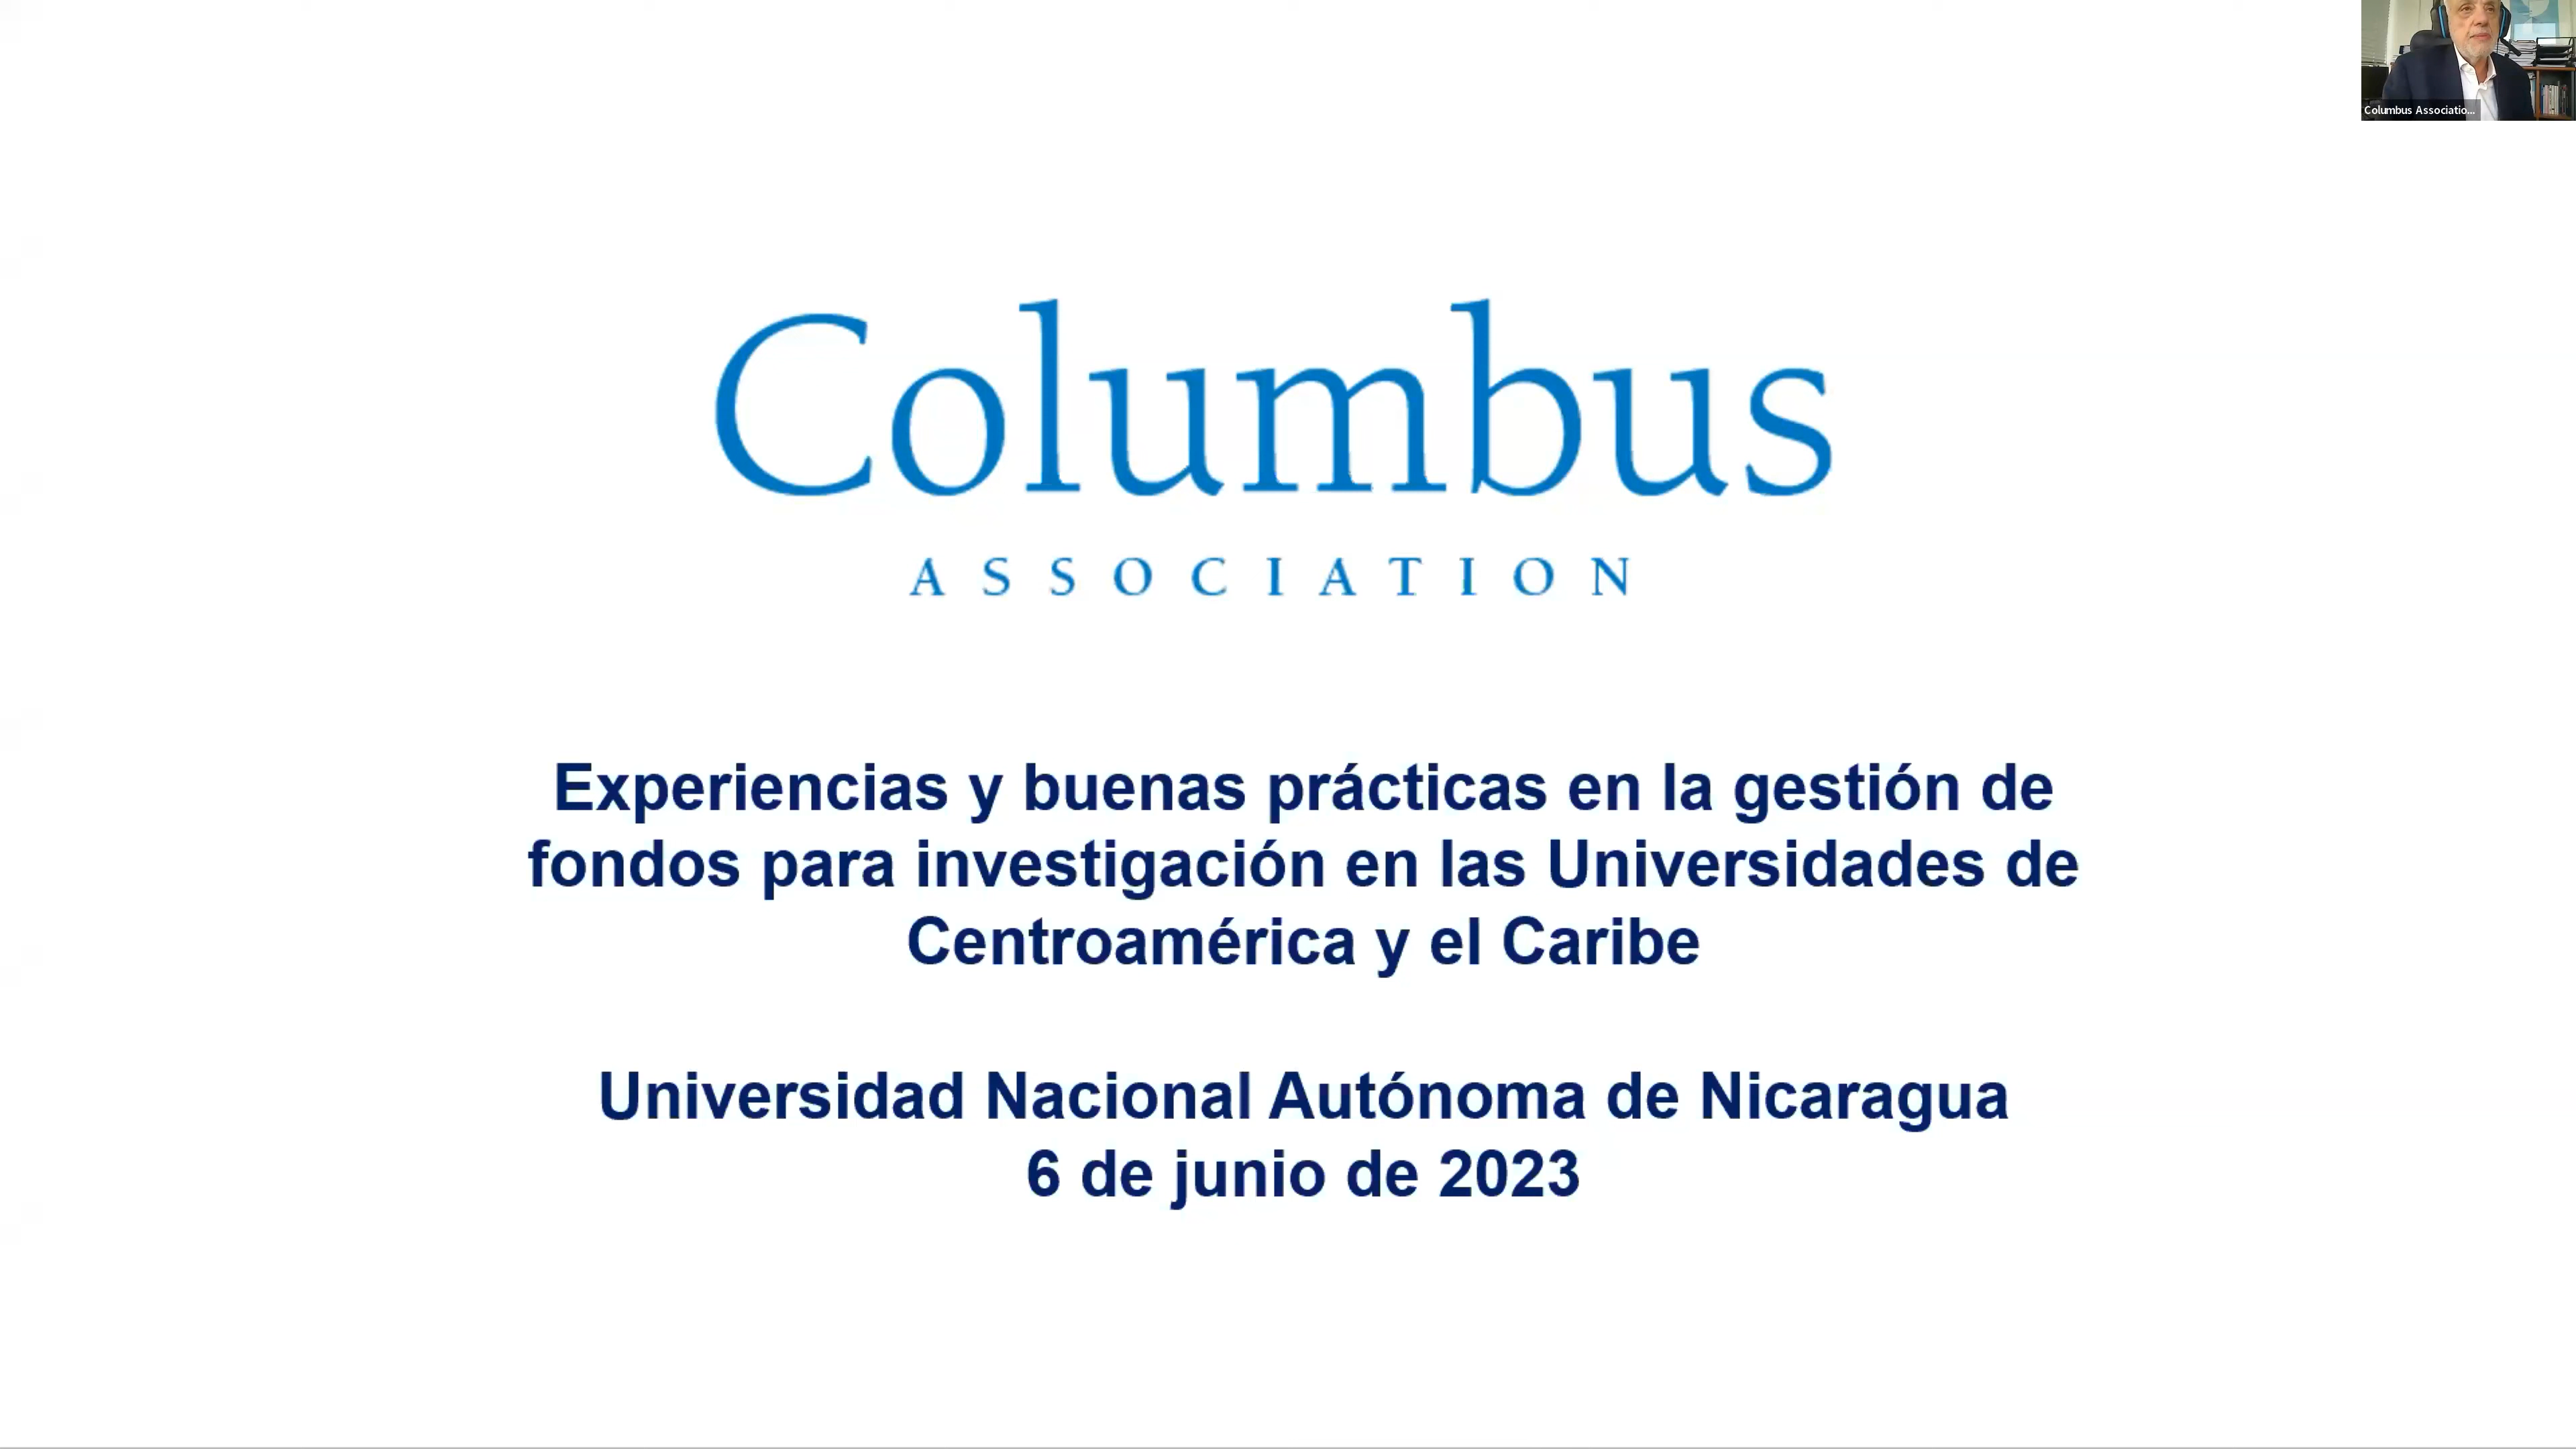 Columbus Associatio...
Columbus
ASSOCIATION
Experiencias y buenas prácticas en la gestión de
fondos para investigación en las Universidades de
Centroamérica y el Caribe
Universidad Nacional Autónoma de Nicaragua
6 de junio de 2023